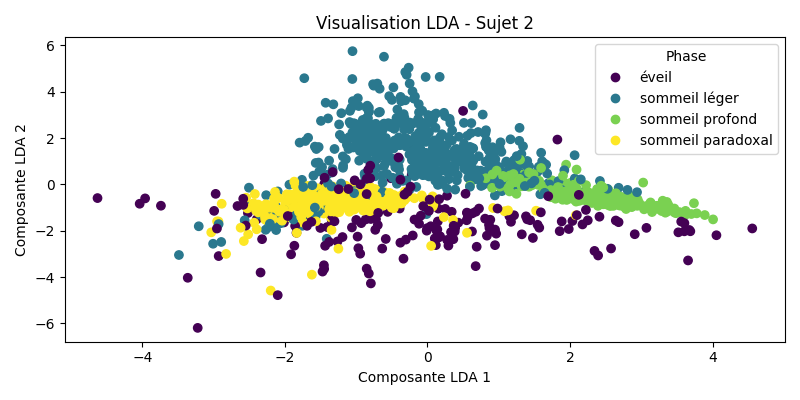 Visualisation LDA - Sujet 2
Composante LDA 2
6
4
2
0
−2
−4
−6
Phase
éveil
sommeil léger
sommeil profond
sommeil paradoxal
−4
−2
0
2
4
Composante LDA 1